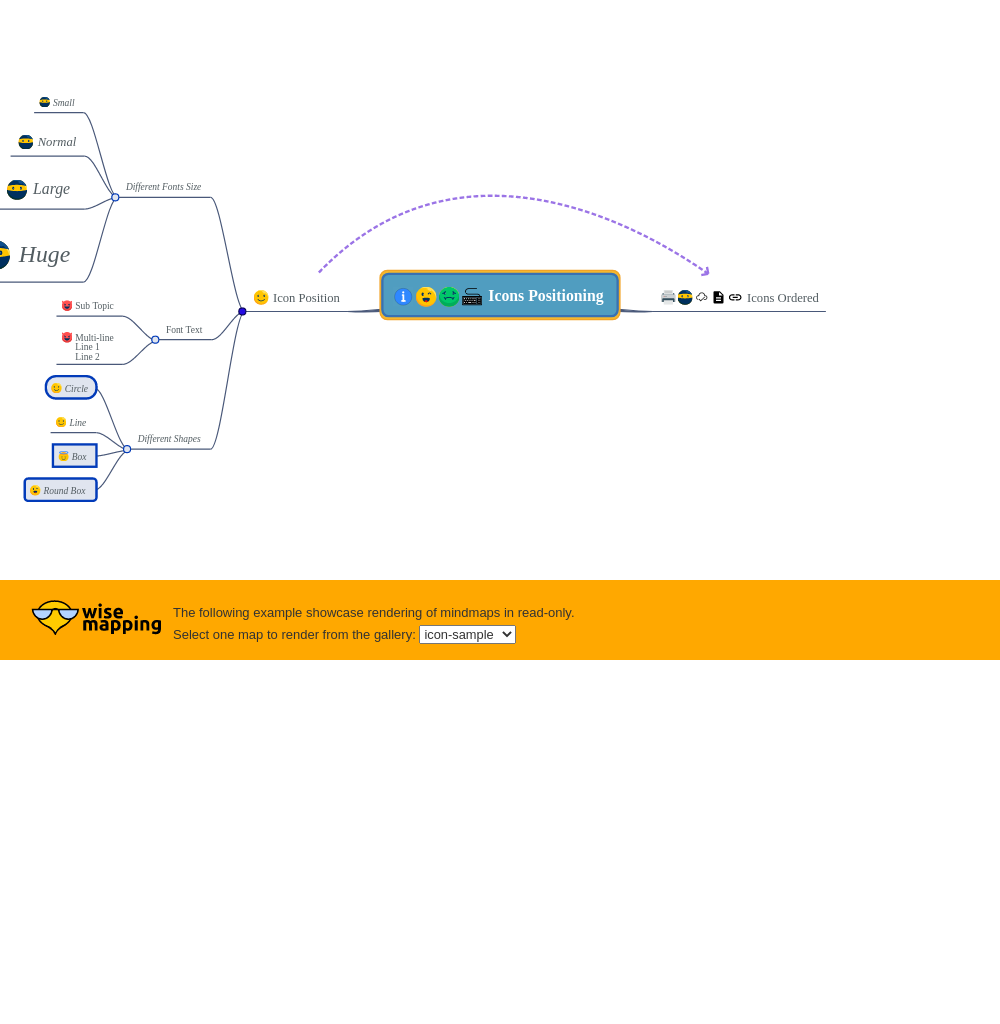 Small
Normal
Large
Huge
Different Fonts Size
Sub Topic
Multi-line
Line 1
Line 2
Font Text
Circle
Line
Box
Round Box
Different Shapes
Icon Position
Icons Positioning
Icons Ordered
wise
mapping
The following example showcase rendering of mindmaps in read-only.
Select one map to render from the gallery: icon-sample